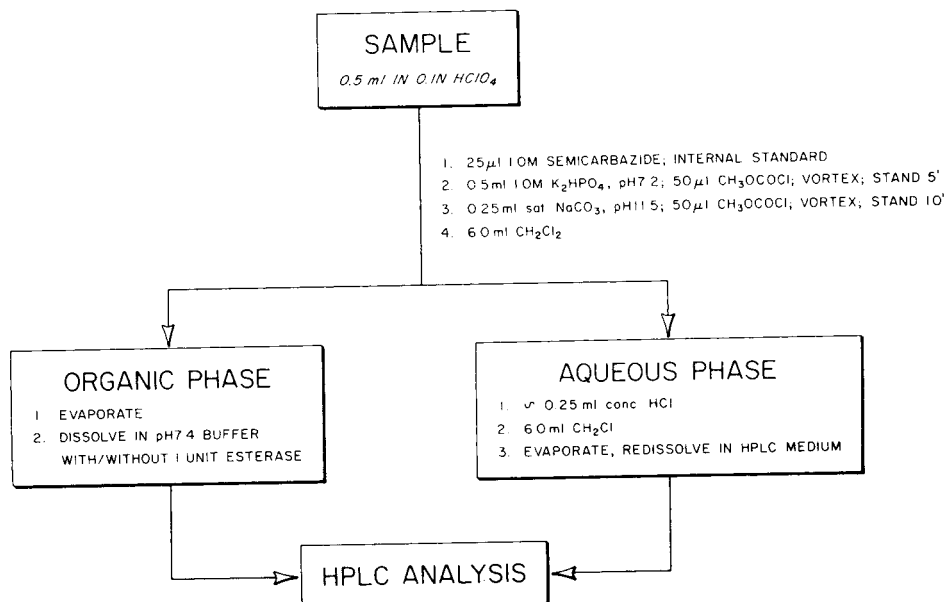 SAMPLE
0.5 ml IN 0.1N HClO4
1. 25µl 1.0M SEMICARBAZIDE; INTERNAL STANDARD
2. 0.5ml 1.0M K2HPO4, pH7.2; 50µl CH3OCOCl; VORTEX; STAND 5'
3. 0.25ml sat NaCO3, pH11.5; 50µl CH3OCOCl; VORTEX; STAND 10'
4. 6.0ml CH2Cl2
ORGANIC PHASE
1 EVAPORATE
2. DISSOLVE IN pH7.4 BUFFER
WITH/WITHOUT 1 UNIT ESTERASE
AQUEOUS PHASE
1. ~ 0.25ml conc HCl
2. 6.0ml CH2Cl
3. EVAPORATE, REDISSOLVE IN HPLC MEDIUM
HPLC ANALYSIS